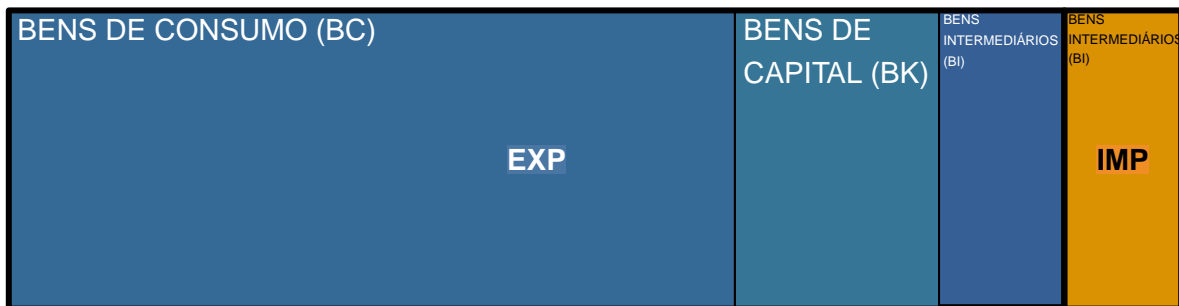 BENS DE CONSUMO (BC)
BENS DE
CAPITAL (BK)
BENS
INTERMEDIÁRIOS
(BI)
BENS
INTERMEDIÁRIOS
(BI)
EXP
IMP